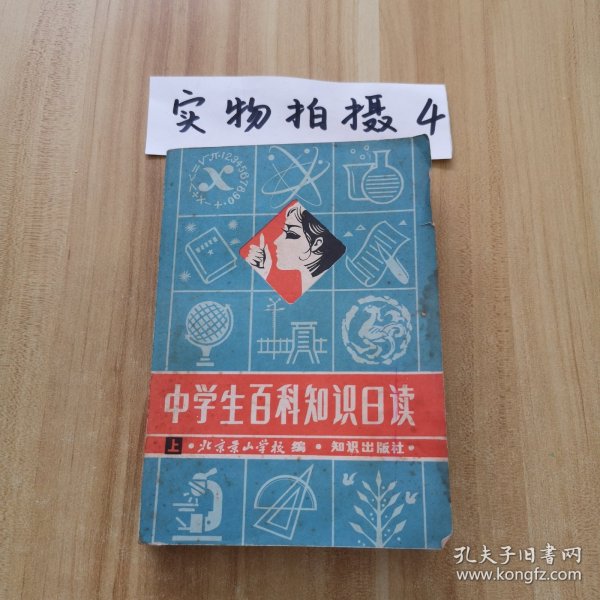 实物拍摄4
中学生百科知识日读
上·北京景山学校 编·知识出版社·
孔夫子旧书网
www.kongfz.com